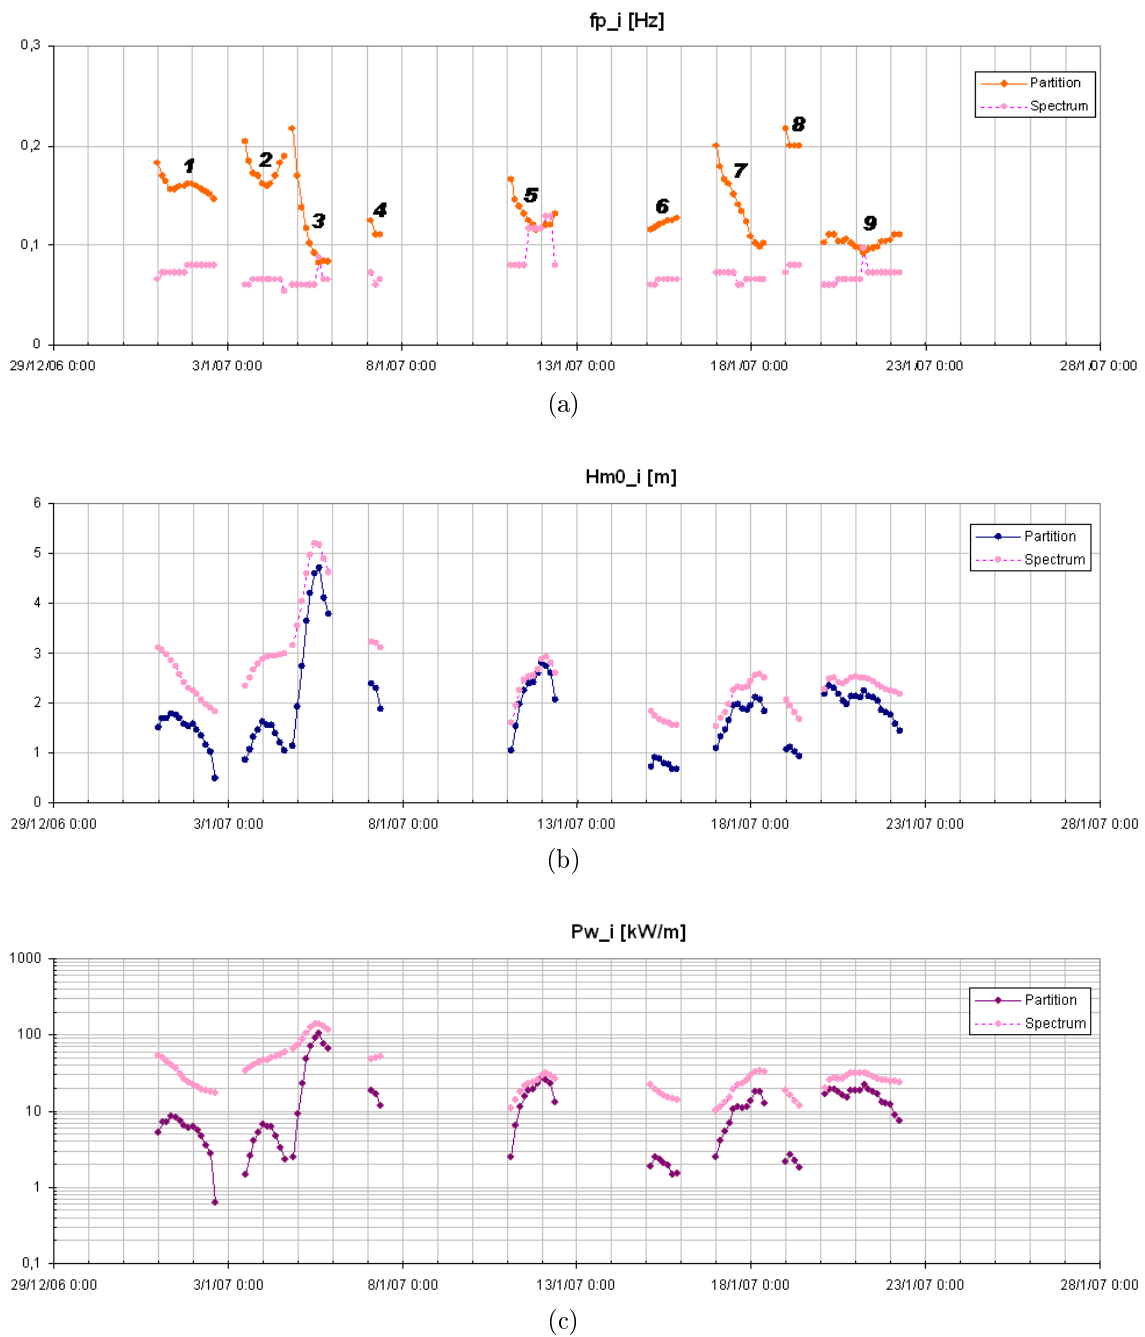 fp_i [Hz]
0,3
0,2
0,1
0
Partition
Spectrum
1
2
3
4
5
6
7
8
9
29/12/06 0:00 3/1/07 0:00 8/1/07 0:00 13/1/07 0:00 18/1/07 0:00 23/1/07 0:00 28/1/07 0:00
(a)
Hm0_i [m]
6
5
4
3
2
1
0
Partition
Spectrum
29/12/06 0:00 3/1/07 0:00 8/1/07 0:00 13/1/07 0:00 18/1/07 0:00 23/1/07 0:00 28/1/07 0:00
(b)
Pw_i [kW/m]
1000
100
10
1
0,1
Partition
Spectrum
29/12/06 0:00 3/1/07 0:00 8/1/07 0:00 13/1/07 0:00 18/1/07 0:00 23/1/07 0:00 28/1/07 0:00
(c)